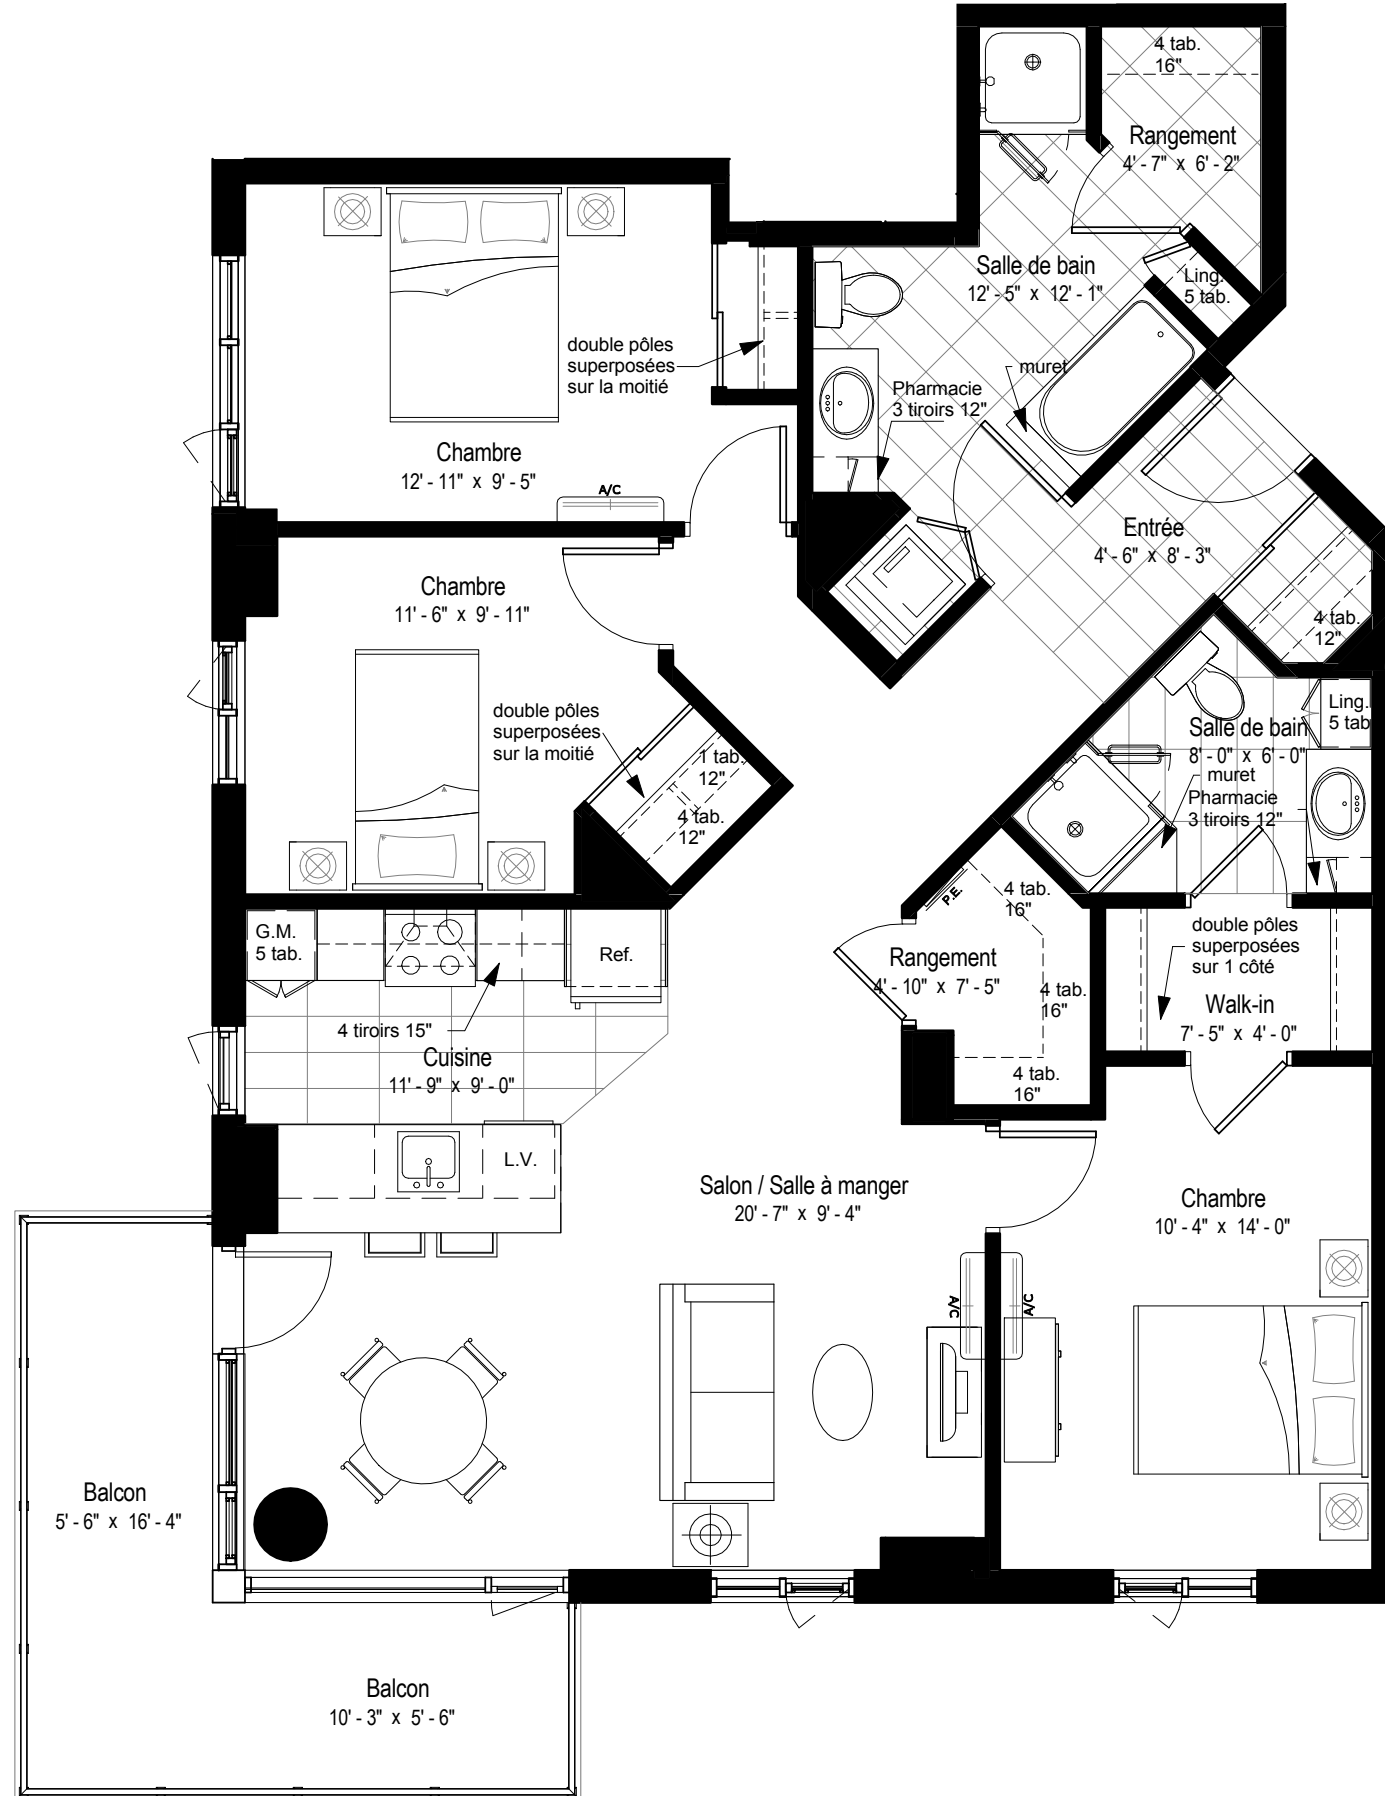 4 tab.
16"
Rangement
4' - 7" x 6' - 2"
Salle de bain
12' - 5" x 12' - 1"
Ling.
5 tab.
double pôles
superposées
sur la moitié
muret
Pharmacie
3 tiroirs 12"
Chambre
12' - 11" x 9' - 5"
A/C
Entrée
4' - 6" x 8' - 3"
Chambre
11' - 6" x 9' - 11"
4 tab.
12"
double pôles
superposées
sur la moitié
1 tab.
12"
4 tab.
12"
Ling.
5 tab
Salle de bain
8' - 0" x 6' - 0"
muret
Pharmacie
3 tiroirs 12"
P.E.
4 tab.
16"
G.M.
5 tab.
Ref.
Rangement
4' - 10" x 7' - 5"
double pôles
superposées
sur 1 côté
4 tab.
16"
Walk-in
7' - 5" x 4' - 0"
4 tiroirs 15"
Cuisine
11' - 9" x 9' - 0"
4 tab.
16"
L.V.
Salon / Salle à manger
20' - 7" x 9' - 4"
Chambre
10' - 4" x 14' - 0"
A/C
A/C
Balcon
5' - 6" x 16' - 4"
Balcon
10' - 3" x 5' - 6"